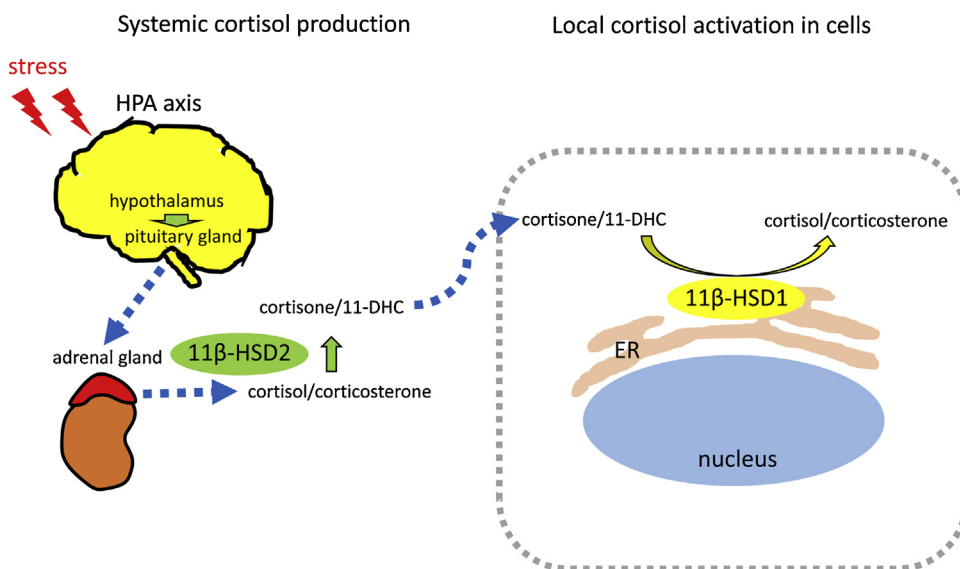 Systemic cortisol production
Local cortisol activation in cells
stress
HPA axis
hypothalamus
pituitary gland
cortisone/11-DHC
adrenal gland
11β-HSD2
cortisol/corticosterone
cortisone/11-DHC
cortisol/corticosterone
11β-HSD1
ER
nucleus